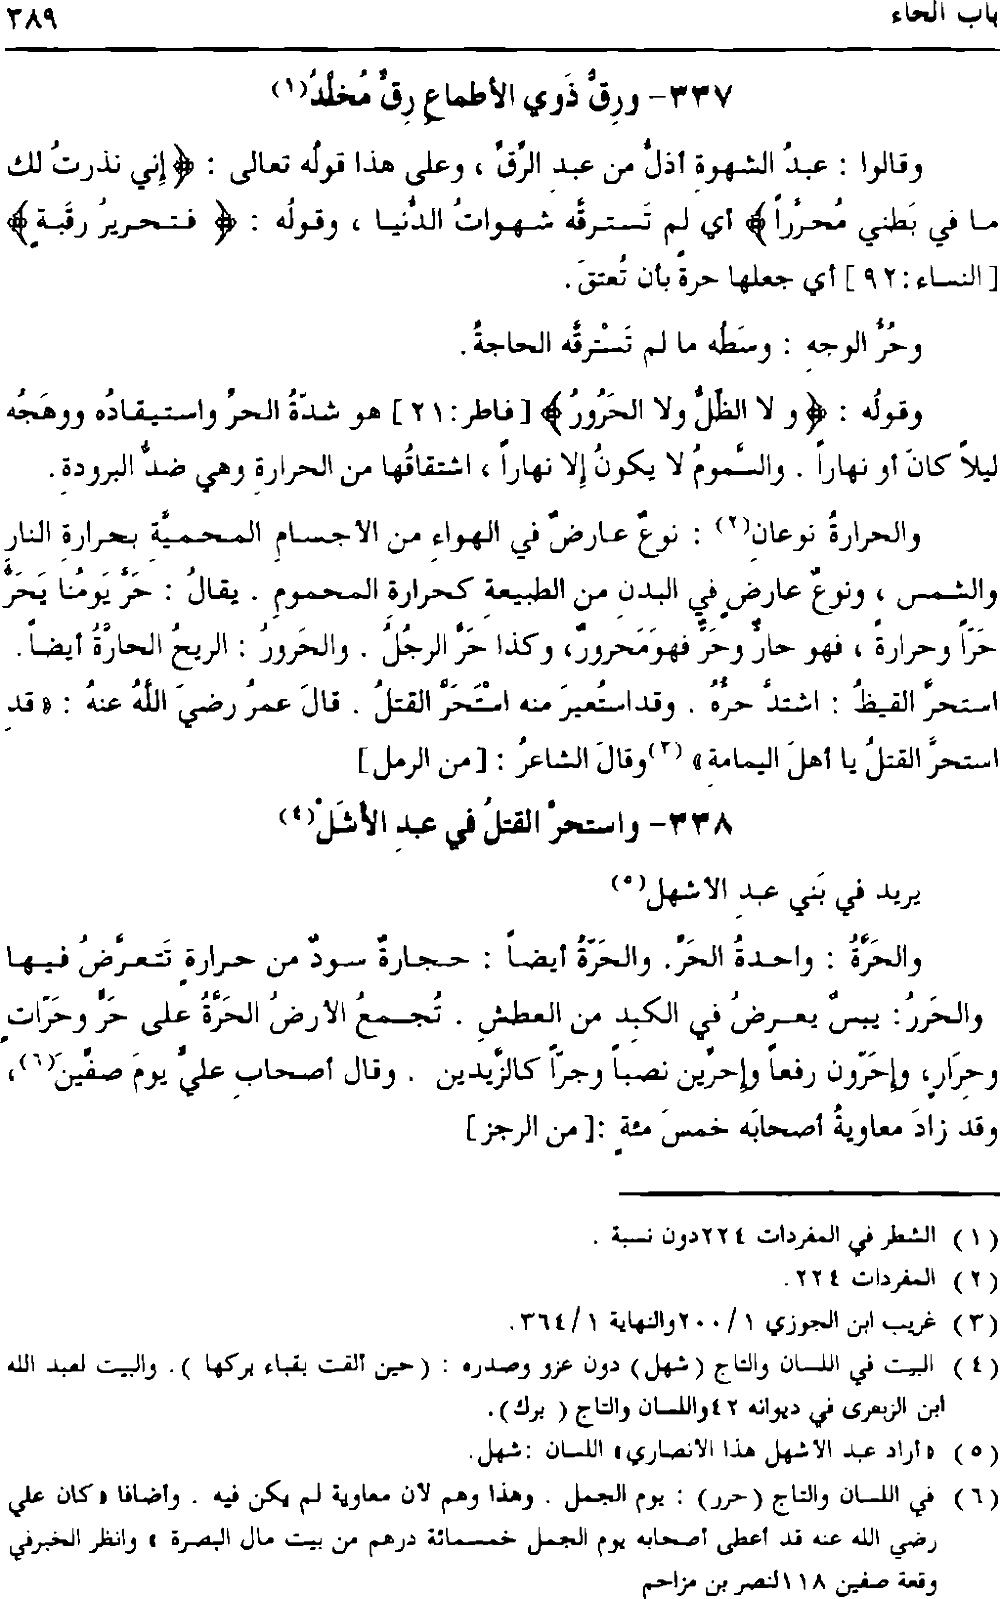 باب الحاء ٣٨٩
٣٣٧- ورِقُّ ذَوي الأطماعِ رِقٌّ مُخلَّدُ(١)
وقالوا : عبدُ الشهوةِ أذلُّ من عبدِ الرِّقِّ ، وعلى هذا قولُه تعالى : ﴿ إني نذرتُ لك
ما في بَطني مُحرَّراً ﴾ أي لم تَسترقَّه شهواتُ الدُّنيا ، وقولُه : ﴿ فتحريرُ رقَبةٍ ﴾
[النساء:٩٢] أي جعلها حرةً بأن تُعتقَ.
وحُرُّ الوجهِ : وسَطُه ما لم تَسْترقَّه الحاجةُ.
وقولُه : ﴿ و لا الظِّلُّ ولا الحَرُورُ ﴾ [فاطر:٢١] هو شدّةُ الحرِّ واستيقادُه ووهَجُه
ليلاً كانَ أو نهاراً . والسَّمومُ لا يكونُ إلا نهاراً ، اشتقاقُها من الحرارةِ وهي ضدُّ البرودةِ.
والحرارةُ نوعانِ(٢) : نوعٌ عارضٌ في الهواءِ من الأجسامِ المحميَّةِ بحرارةِ النارِ
والشمس ، ونوعٌ عارضٍ في البدنِ من الطبيعةِ كحرارةِ المحمومِ . يقالُ : حَرَّ يَومُنا يَحَرُّ
حَرّاً وحرارةً ، فهو حارٌّ وحَرَّ فهوَمَحرورٌ، وكذا حَرَّ الرجلُ . والحَرورُ : الريحُ الحارَّةُ أيضاً.
استحرَّ القيظُ : اشتدَّ حرُّهُ . وقداستُعيرَ منه اسْتَحَرَّ القتلُ . قالَ عمرُ رضيَ اللّهُ عنهُ : « قد
استحرَّ القتلُ يا أهلَ اليمامةِ» (٣)وقالَ الشاعرُ : [من الرمل]
٣٣٨- واستحرَّ القتلُ في عبدِ الأشَلْ(٤)
يريد في بَني عبدِ الأشهل(٥)
والحَرَّةُ : واحدةُ الحَرِّ. والحَرّةُ أيضاً : حجارةٌ سودٌ من حرارةٍ تَتعرَّضُ فيها
والحَررُ: يبسٌ يعرضُ في الكبدِ من العطشِ . تُجمعُ الأرضُ الحَرَّةُ على حَرٍّ وحَرّاتٍ
وحِرَارٍ، وإحَرّون رفعاً وإحرِّين نصباً وجرّاً كالزَّيدين . وقال أصحابِ عليٍّ يومَ صفِّينَ(٦)،
وقد زادَ معاويةُ أصحابَه خمسَ مئةٍ :[من الرجز]
(١) الشطر في المفردات ٢٢٤دون نسبة .
(٢) المفردات ٢٢٤.
(٣) غريب ابن الجوزي ٢٠٠/١والنهاية ٣٦٤/١.
(٤) البيت في اللسان والتاج (شهل) دون عزو وصدره : (حين ألقت بقباء بركها ). والبيت لعبد الله
ابن الزبعرى في ديوانه ٤٢واللسان والتاج ( برك).
(٥) «أراد عبد الأشهل هذا الأنصاري» اللسان :شهل.
(٦) في اللسان والتاج (حرر) : يوم الجمل . وهذا وهم لأن معاوية لم يكن فيه . وأضافا «كان علي
رضي الله عنه قد أعطى أصحابه يوم الجمل خمسمائة درهم من بيت مال البصرة » وانظر الخبرفي
وقعة صفين ١١٨لنصر بن مزاحم